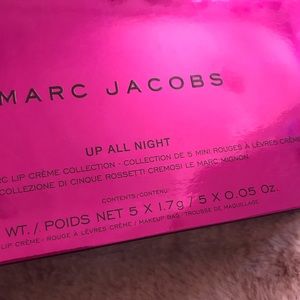 MARC JACOBS
UP ALL NIGHT
LIP CRÈME COLLECTION - COLLECTION DE 5 MINI ROUGES À LÈVRES CRÈME
COLLEZIONE DI CINQUE ROSSETTI CREMOSI LE MARC MIGNON
CONTENTS/CONTENU:
WT. / POIDS NET 5 X 1.7g / 5 X 0.05 OZ.
LIP CRÈME - ROUGE À LÈVRES CRÈME / MAKEUP BAG - TROUSSE DE MAQUILLAGE